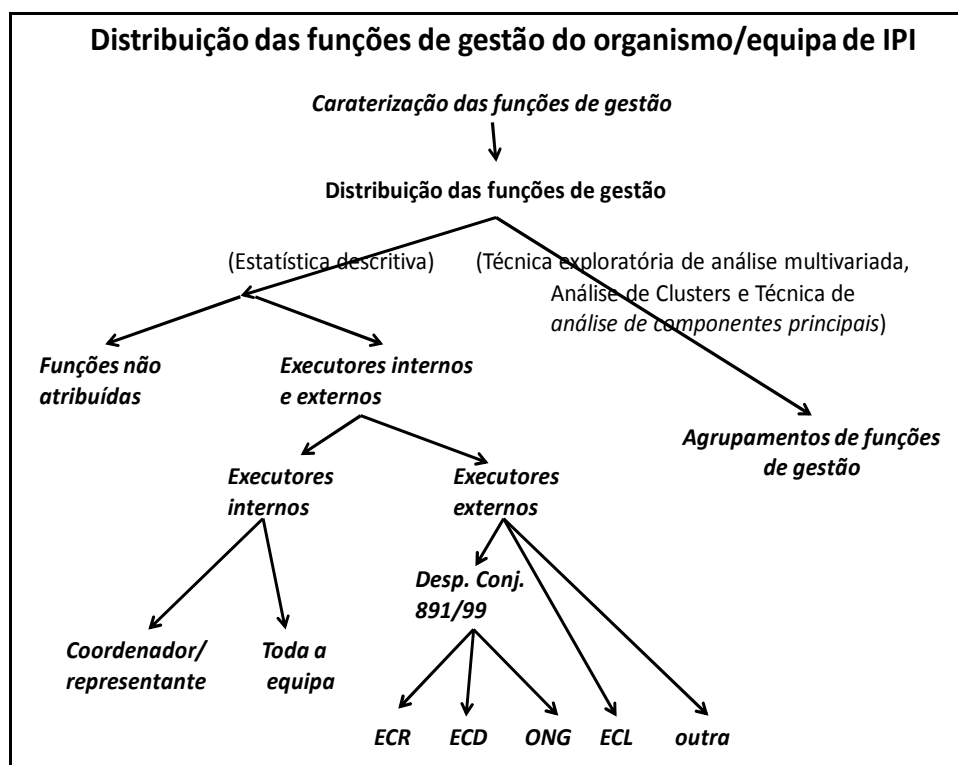 Distribuição das funções de gestão do organismo/equipa de IPI
Caraterização das funções de gestão
Distribuição das funções de gestão
(Estatística descritiva)
(Técnica exploratória de análise multivariada,
Análise de Clusters e Técnica de
análise de componentes principais)
Funções não
atribuídas
Executores internos
e externos
Agrupamentos de funções
de gestão
Executores
internos
Executores
externos
Desp. Conj.
891/99
Coordenador/
representante
Toda a
equipa
ECR ECD ONG ECL outra